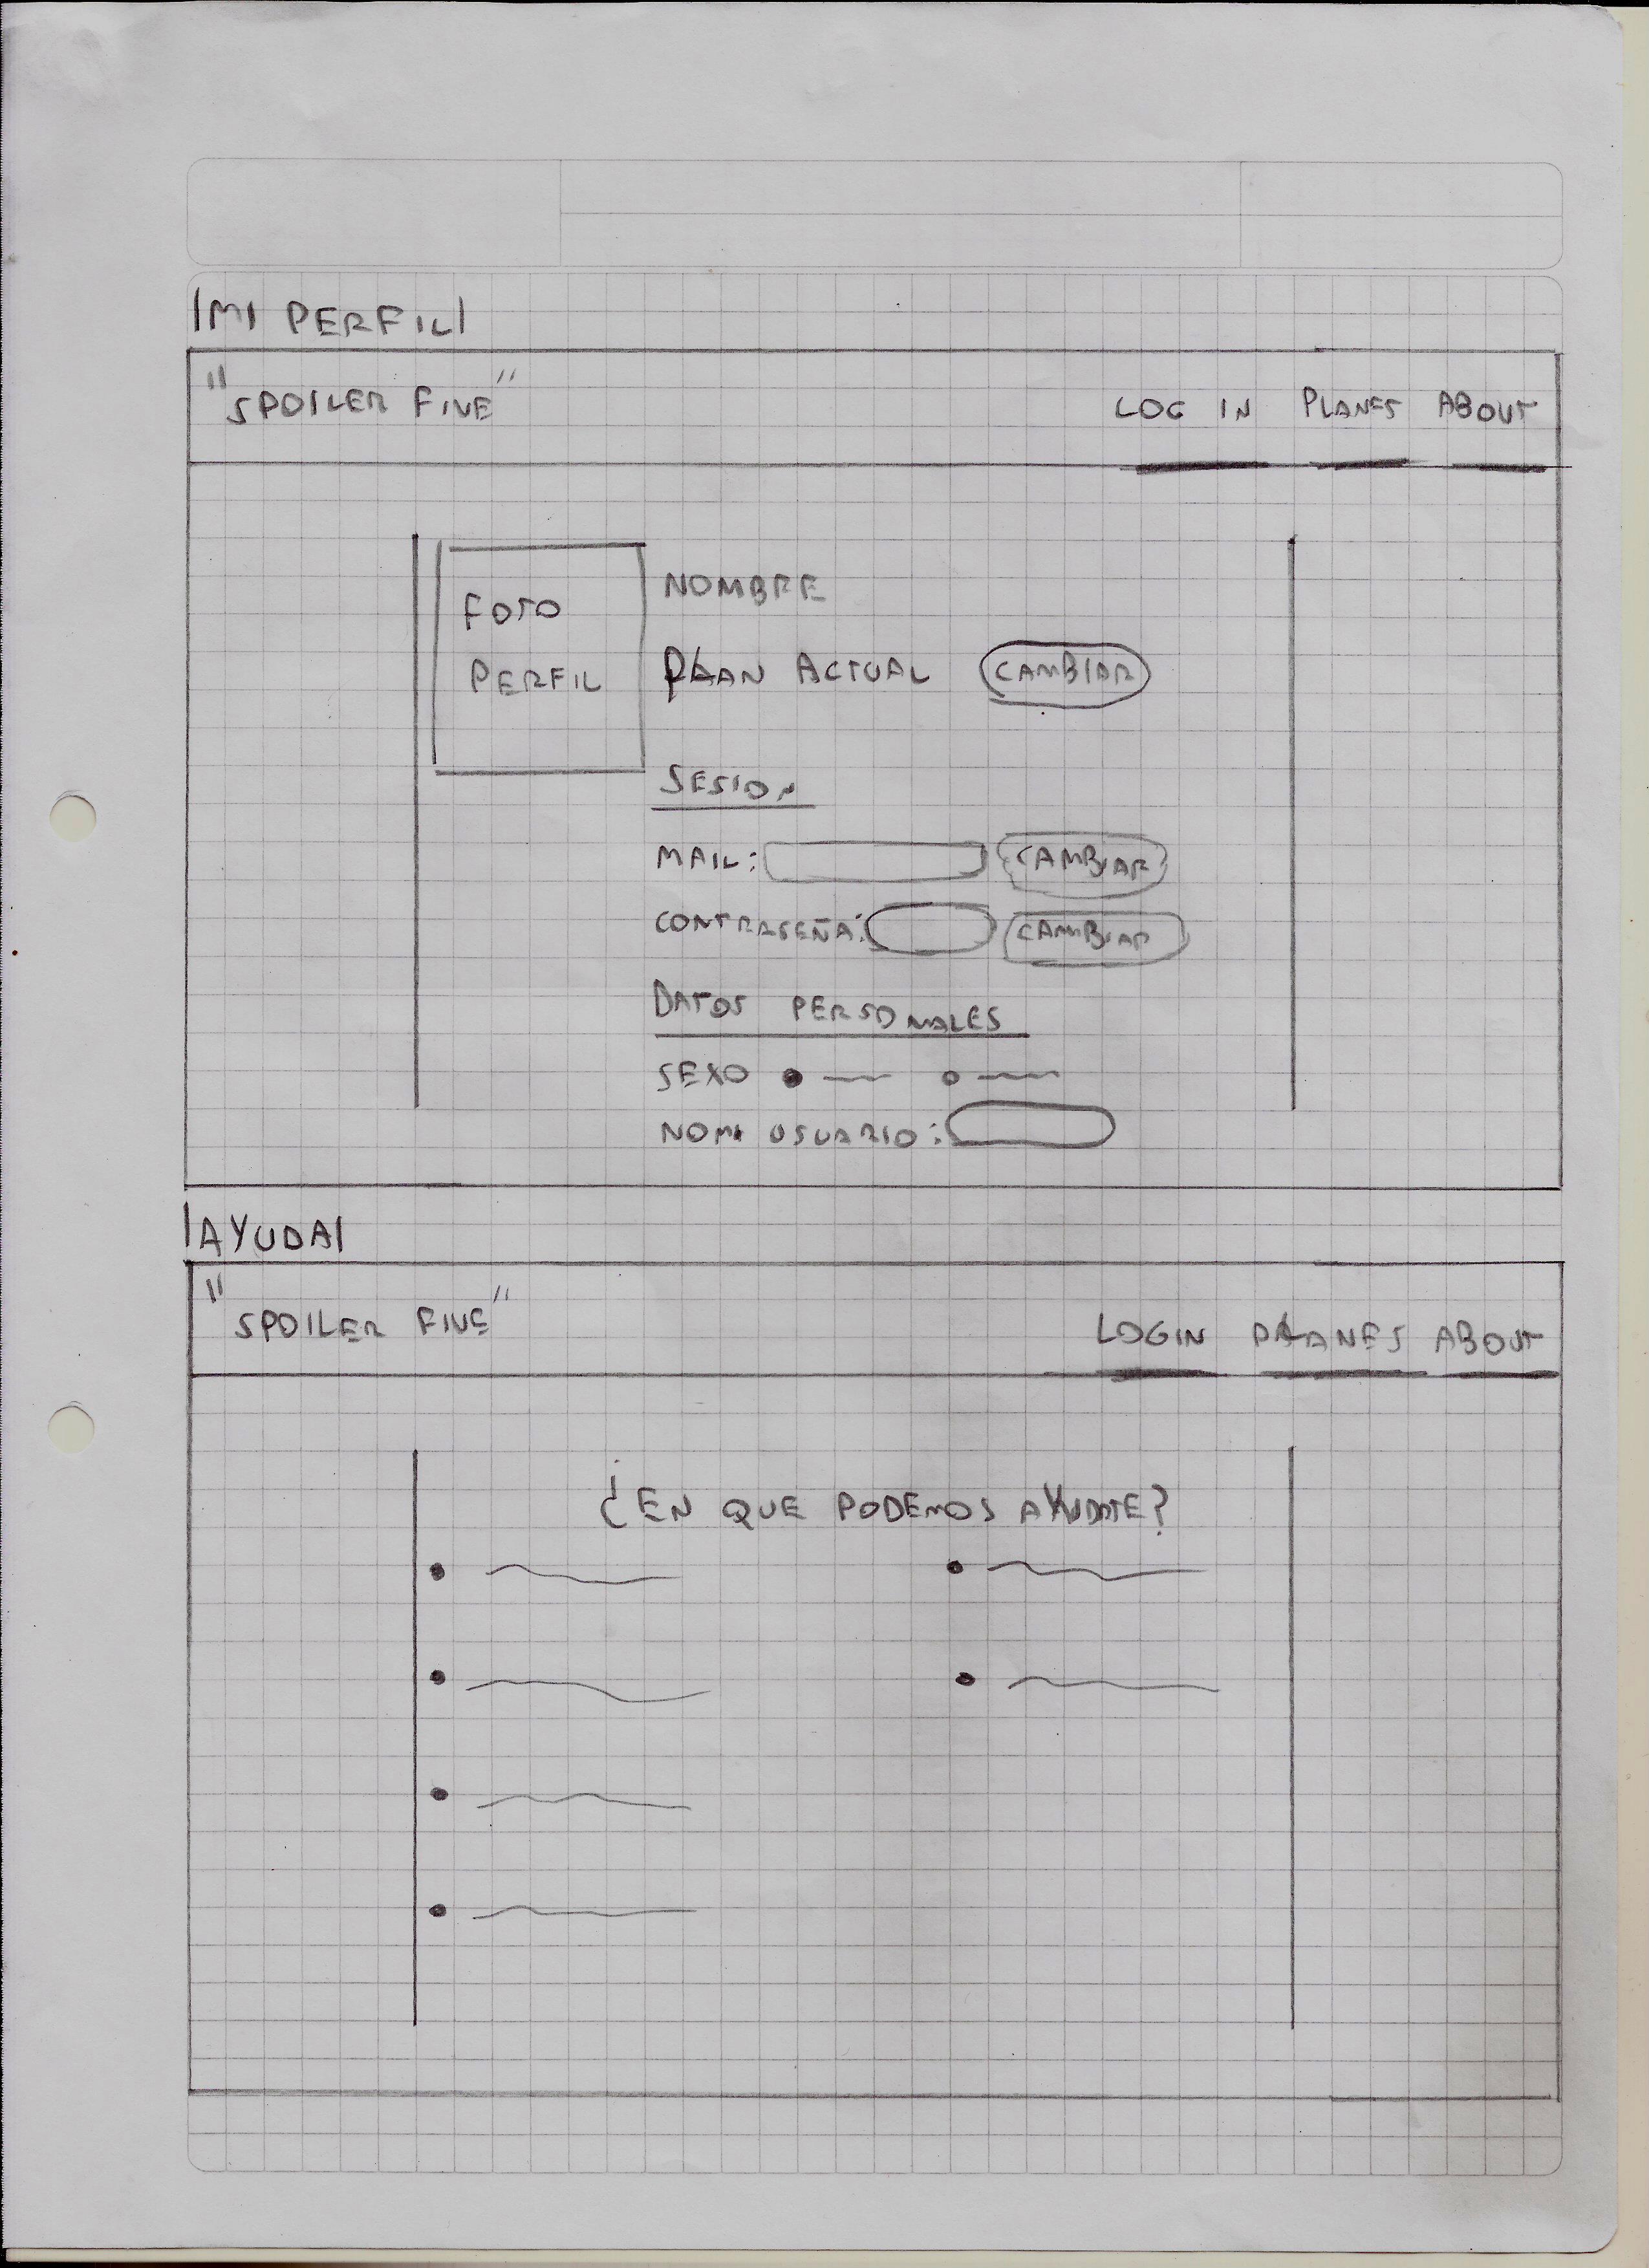 |MI PERFIL|
"SPOILER FIVE" LOG IN PLANES ABOUT
FOTO
PERFIL
NOMBRE
PLAN ACTUAL CAMBIAR
SESION
MAIL: CAMBIAR
CONTRASEÑA: CAMBIAR
DATOS PERSONALES
SEXO
NOM USUARIO:
|AYUDA|
"SPOILER FIVE" LOGIN PLANES ABOUT
¿EN QUE PODEMOS AYUDATE?